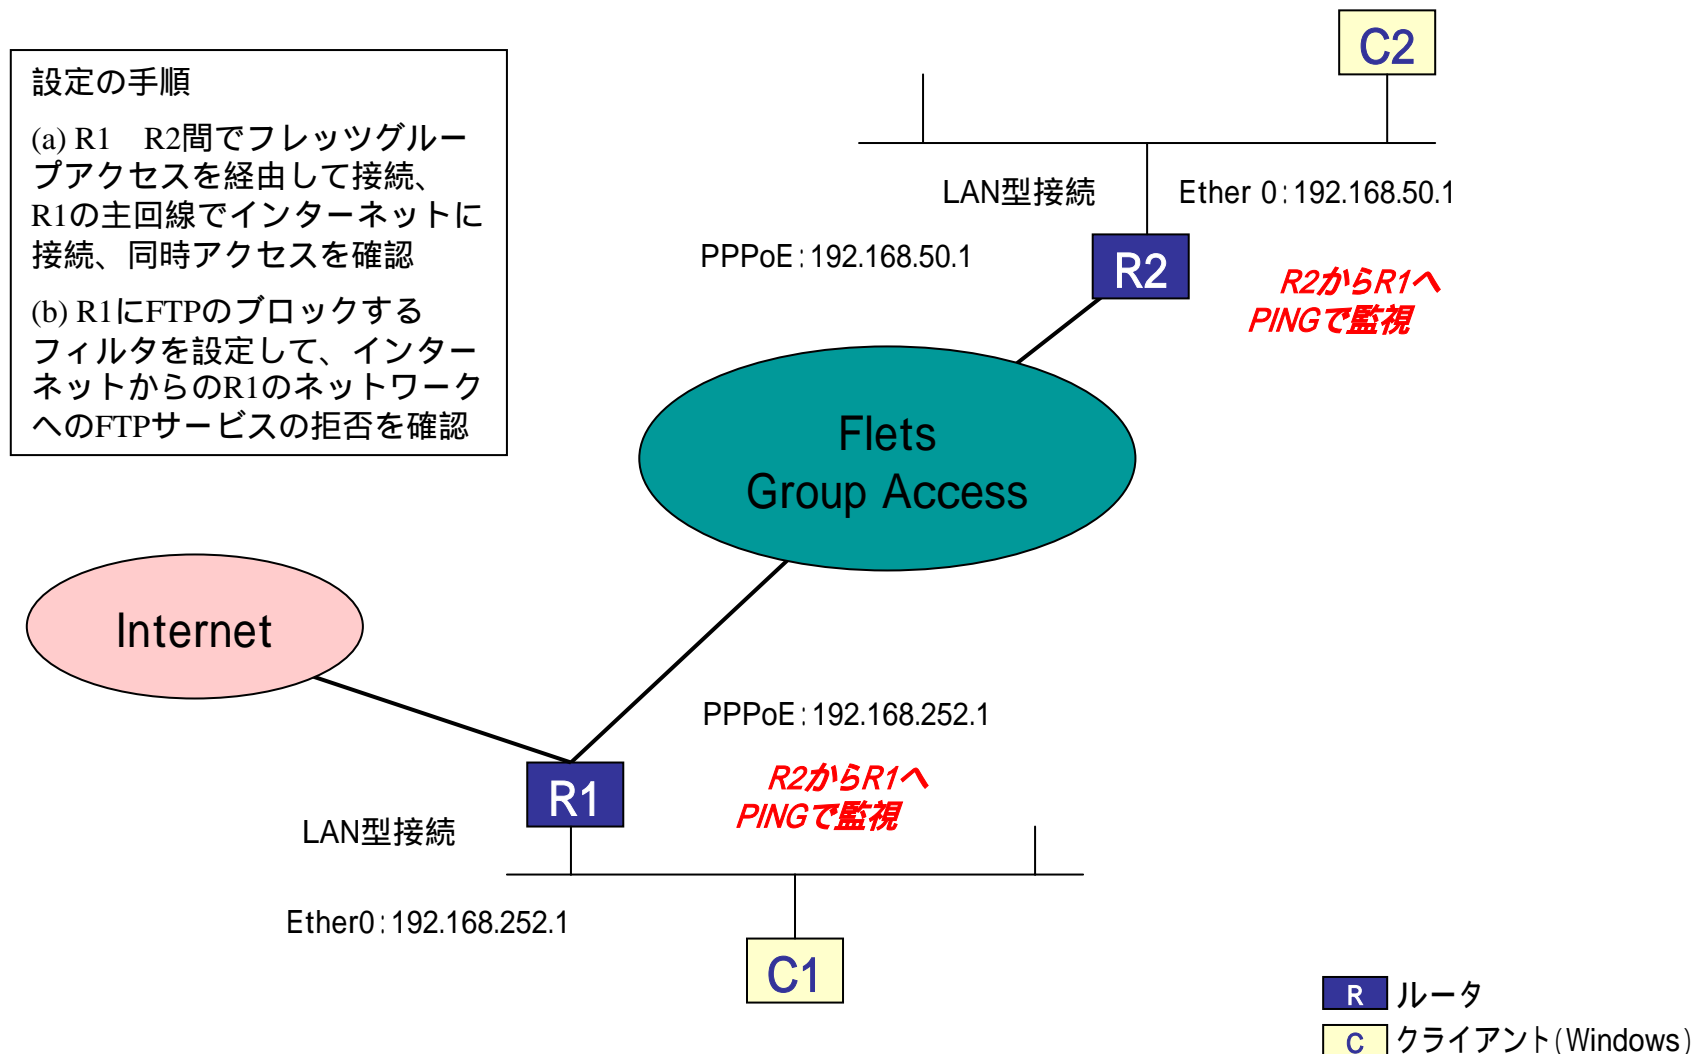 設定の手順
(a) R1　R2間でフレッツグルー
プアクセスを経由して接続、
R1の主回線でインターネットに
接続、同時アクセスを確認
(b) R1にFTPのブロックする
フィルタを設定して、インター
ネットからのR1のネットワーク
へのFTPサービスの拒否を確認
C2
LAN型接続
Ether 0:192.168.50.1
PPPoE:192.168.50.1
R2
R2からR1へ
PINGで監視
Flets
Group Access
Internet
PPPoE:192.168.252.1
R1
R2からR1へ
PINGで監視
LAN型接続
Ether0:192.168.252.1
C1
R ルータ
C クライアント(Windows)